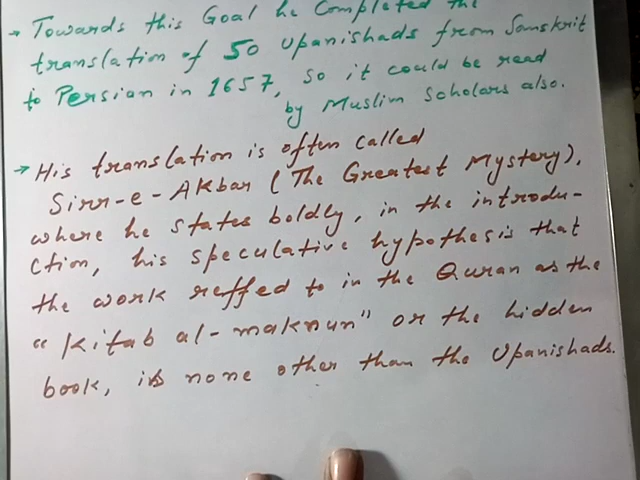 → Towards this Goal he Completed the
translation of 50 Upanishads from Sanskrit
to Persian in 1657, so it could be read
by Muslim Scholars also.
→ His translation is often called
Sirr-e-Akbar (The Greatest Mystery),
where he states boldly, in the introdu-
ction, his speculative hypothesis that
the work reffed to in the Quran as the
"Kitab al-maknun" or the hidden
book, is none other than the Upanishads.